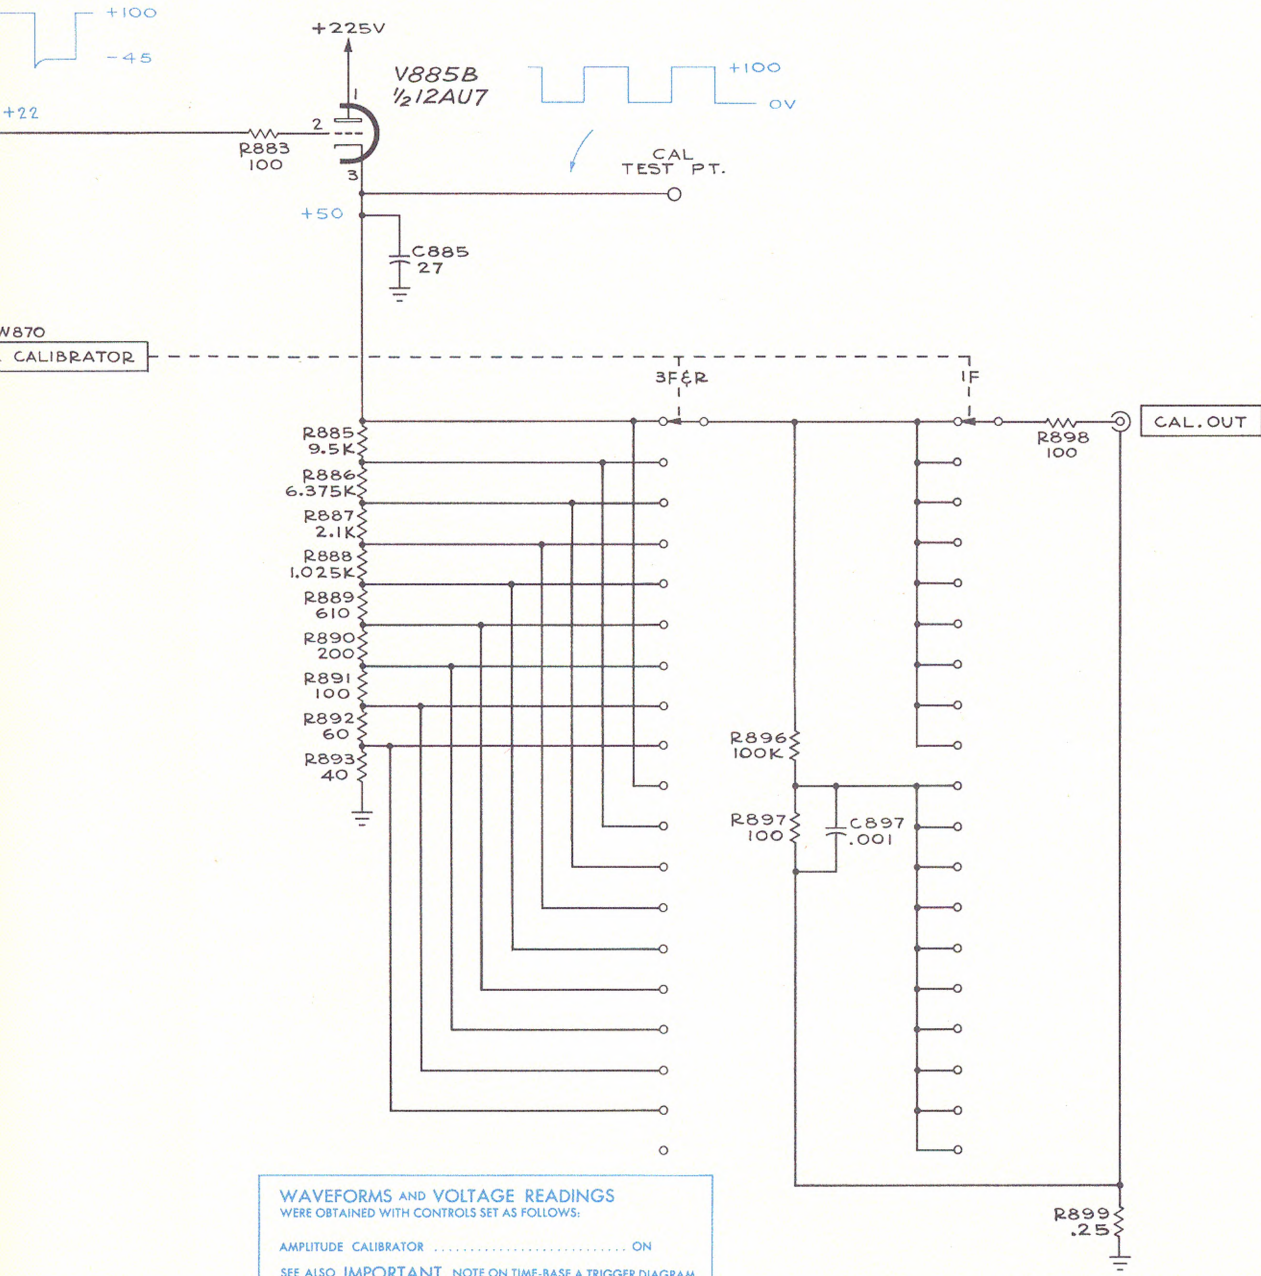 +100
-45
+225V
V885B
½12AU7
1
2
3
+100
0V
+22
R883
100
CAL
TEST PT.
+50
C885
27
W870
CALIBRATOR
3F&R
1F
CAL.OUT
R898
100
R885
9.5K
R886
6.375K
R887
2.1K
R888
1.025K
R889
610
R890
200
R891
100
R892
60
R893
40
R896
100K
R897
100
C897
.001
WAVEFORMS AND VOLTAGE READINGS
WERE OBTAINED WITH CONTROLS SET AS FOLLOWS:
AMPLITUDE CALIBRATOR .......................... ON
SEE ALSO IMPORTANT NOTE ON TIME-BASE A TRIGGER DIAGRAM
R899
.25